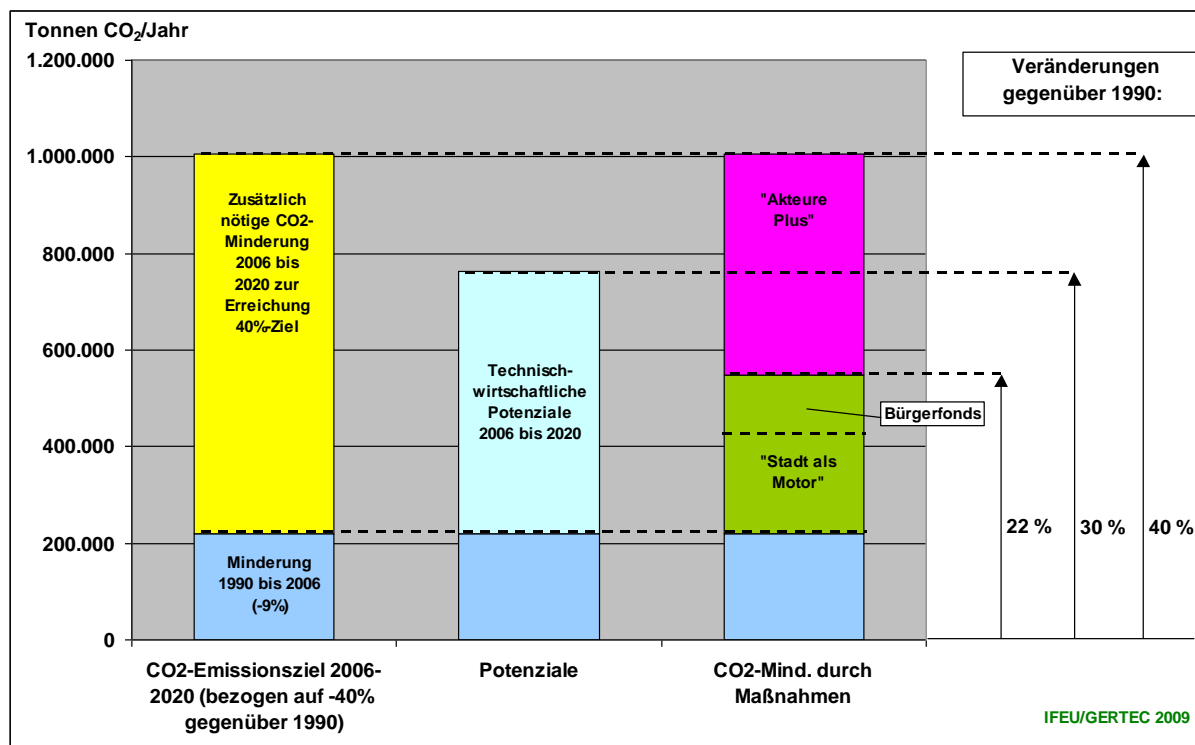 Tonnen CO₂/Jahr
1.200.000
1.000.000
800.000
600.000
400.000
200.000
0
Zusätzlich
nötige CO2-
Minderung
2006 bis
2020 zur
Erreichung
40%-Ziel
Minderung
1990 bis 2006
(-9%)
Technisch-
wirtschaftliche
Potenziale
2006 bis 2020
"Akteure
Plus"
Bürgerfonds
"Stadt als
Motor"
Veränderungen
gegenüber 1990:
22 %
30 %
40 %
CO2-Emissionsziel 2006-
2020 (bezogen auf -40%
gegenüber 1990)
Potenziale
CO2-Mind. durch
Maßnahmen
IFEU/GERTEC 2009